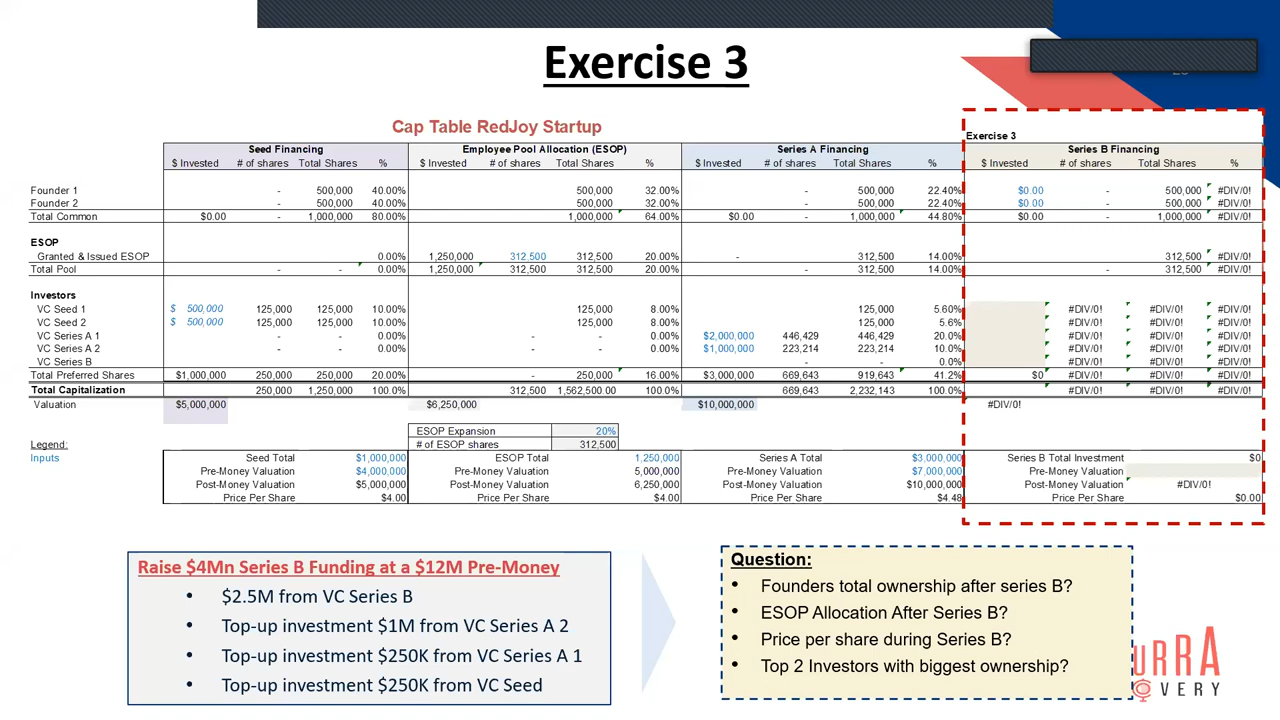 Exercise 3
Cap Table RedJoy Startup
Exercise 3
Seed Financing Employee Pool Allocation (ESOP) Series A Financing Series B Financing
$ Invested # of shares Total Shares % $ Invested # of shares Total Shares % $ Invested # of shares Total Shares % $ Invested # of shares Total Shares %
Founder 1 - 500,000 40.00% 500,000 32.00% - 500,000 22.40% $0.00 - 500,000 #DIV/0!
Founder 2 - 500,000 40.00% 500,000 32.00% - 500,000 22.40% $0.00 - 500,000 #DIV/0!
Total Common $0.00 - 1,000,000 80.00% 1,000,000 64.00% $0.00 - 1,000,000 44.80% $0.00 - 1,000,000 #DIV/0!
ESOP
Granted & Issued ESOP 0.00% 1,250,000 312,500 312,500 20.00% - 312,500 14.00% 312,500 #DIV/0!
Total Pool - - 0.00% 1,250,000 312,500 312,500 20.00% - 312,500 14.00% - 312,500 #DIV/0!
Investors
VC Seed 1 $ 500,000 125,000 125,000 10.00% 125,000 8.00% 125,000 5.60% #DIV/0! #DIV/0! #DIV/0!
VC Seed 2 $ 500,000 125,000 125,000 10.00% 125,000 8.00% 125,000 5.6% #DIV/0! #DIV/0! #DIV/0!
VC Series A 1 - - 0.00% - - 0.00% $2,000,000 446,429 446,429 20.0% #DIV/0! #DIV/0! #DIV/0!
VC Series A 2 - - 0.00% - - 0.00% $1,000,000 223,214 223,214 10.0% #DIV/0! #DIV/0! #DIV/0!
VC Series B - - 0.0% #DIV/0! #DIV/0! #DIV/0!
Total Preferred Shares $1,000,000 250,000 250,000 20.00% - 250,000 16.00% $3,000,000 669,643 919,643 41.2% $0 #DIV/0! #DIV/0! #DIV/0!
Total Capitalization 250,000 1,250,000 100.0% 312,500 1,562,500.00 100.0% 669,643 2,232,143 100.0% #DIV/0! #DIV/0! #DIV/0!
Valuation $5,000,000 $6,250,000 $10,000,000 #DIV/0!
ESOP Expansion 20%
Legend: # of ESOP shares 312,500
Inputs Seed Total $1,000,000 ESOP Total 1,250,000 Series A Total $3,000,000 Series B Total Investment $0
Pre-Money Valuation $4,000,000 Pre-Money Valuation 5,000,000 Pre-Money Valuation $7,000,000 Pre-Money Valuation
Post-Money Valuation $5,000,000 Post-Money Valuation 6,250,000 Post-Money Valuation $10,000,000 Post-Money Valuation #DIV/0!
Price Per Share $4.00 Price Per Share $4.00 Price Per Share $4.48 Price Per Share $0.00
Raise $4Mn Series B Funding at a $12M Pre-Money
• $2.5M from VC Series B
• Top-up investment $1M from VC Series A 2
• Top-up investment $250K from VC Series A 1
• Top-up investment $250K from VC Seed
Question:
• Founders total ownership after series B?
• ESOP Allocation After Series B?
• Price per share during Series B?
• Top 2 Investors with biggest ownership?
URRA
VERY